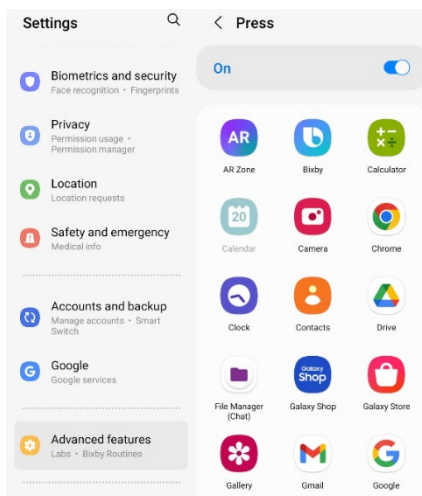 Settings
Biometrics and security
Face recognition • Fingerprints
Privacy
Permission usage •
Permission manager
Location
Location requests
Safety and emergency
Medical info
Accounts and backup
Manage accounts • Smart
Switch
Google
Google services
Advanced features
Labs • Bixby Routines
Press
On
AR
AR Zone
Bixby
Calculator
20
Calendar
Camera
Chrome
Clock
Contacts
Drive
File Manager
(Chat)
Galaxy
Shop
Galaxy Shop
Galaxy Store
Gallery
Gmail
Google